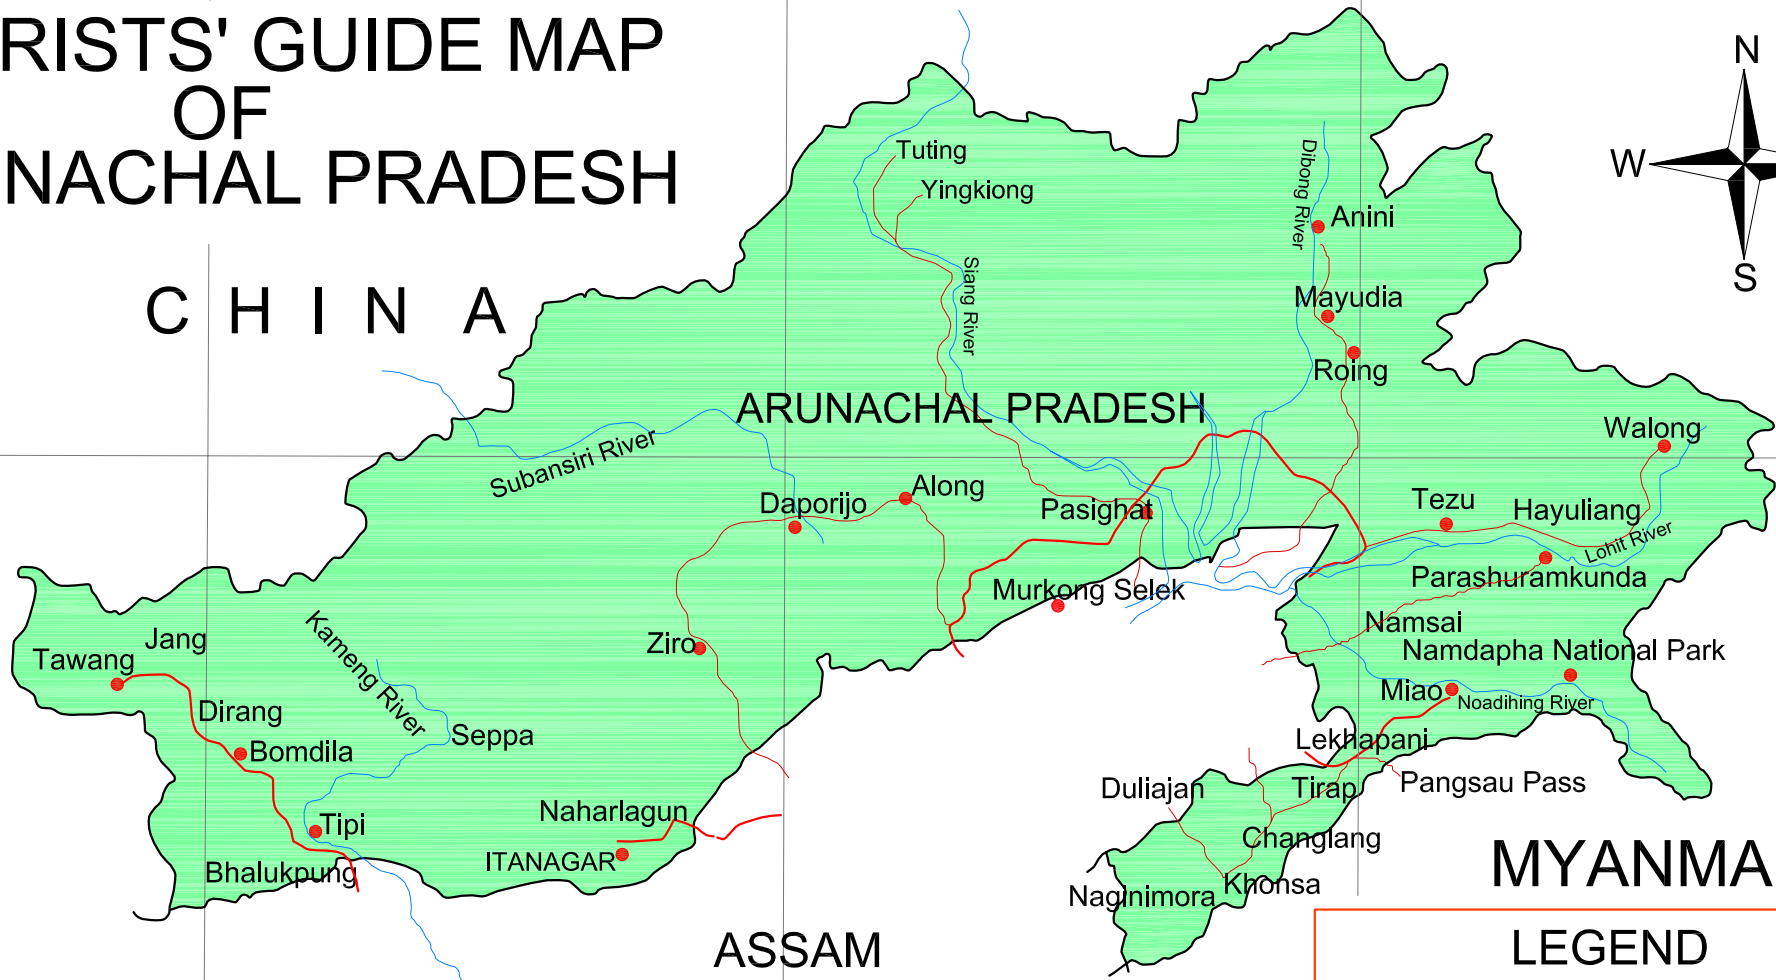 RISTS' GUIDE MAP
OF
NACHAL PRADESH
N
W
S
C H I N A
Tuting
Yingkiong
Siang River
Dibong River
Anini
Mayudia
Roing
ARUNACHAL PRADESH
Walong
Subansiri River
Daporijo
Along
Pasighat
Tezu
Hayuliang
Lohit River
Parashuramkunda
Murkong Selek
Namsai
Namdapha National Park
Miao
Noadihing River
Ziro
Jang
Tawang
Kameng River
Dirang
Bomdila
Seppa
Tipi
Bhalukpung
Naharlagun
ITANAGAR
Lekhapani
Duliajan
Tirap
Pangsau Pass
Changlang
Khonsa
Naginimora
MYANMA
ASSAM
LEGEND